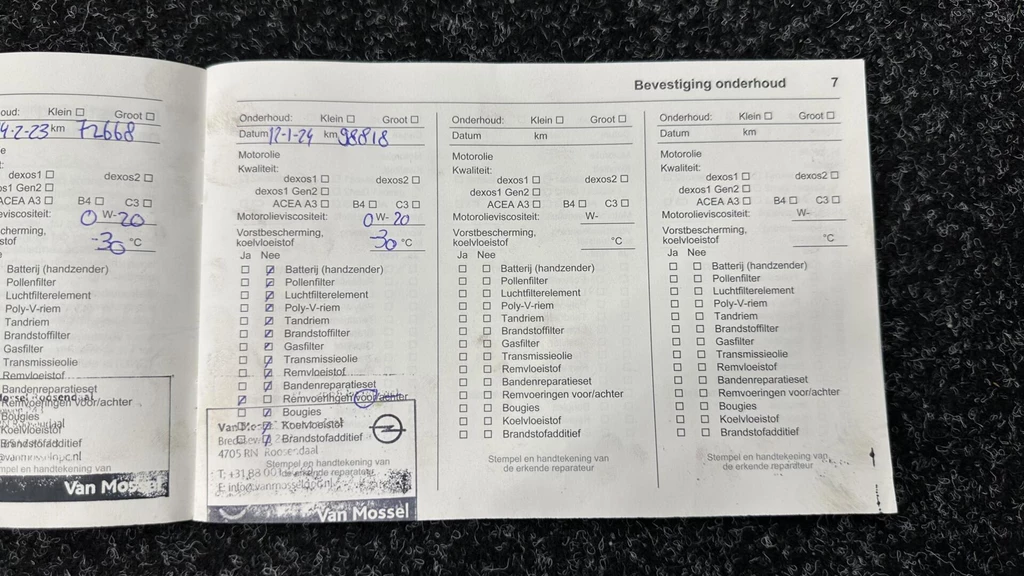 Bevestiging onderhoud 7
oud: Klein Groot
4-2-23 km 72668
e
t:
dexos1 dexos2
os1 Gen2
ACEA A3 B4 C3
eviscositeit: 0 W- 20
cherming,
stof -30 °C
e
Batterij (handzender)
Pollenfilter
Luchtfilterelement
Poly-V-riem
Tandriem
Brandstoffilter
Gasfilter
Transmissieolie
Remvloeistof
Bandenreparatieset
Remvoeringen voor/achter
Bougies
Koelvloeistof
Brandstofadditief
mpel en handtekening van
Van Mossel
Onderhoud: Klein Groot
Datum 12-1-24 km 98818
Motorolie
Kwaliteit:
dexos1 dexos2
dexos1 Gen2
ACEA A3 B4 C3
Motorolieviscositeit: 0 W- 20
Vorstbescherming,
koelvloeistof -30 °C
Ja Nee
Batterij (handzender)
Pollenfilter
Luchtfilterelement
Poly-V-riem
Tandriem
Brandstoffilter
Gasfilter
Transmissieolie
Remvloeistof
Bandenreparatieset
Remvoeringen voor/achter
Bougies
Koelvloeistof
Brandstofadditief
4705 RN Roosendaal
Stempel en handtekening van
de erkende reparateur
Van Mossel
Onderhoud: Klein Groot
Datum km
Motorolie
Kwaliteit:
dexos1 dexos2
dexos1 Gen2
ACEA A3 B4 C3
Motorolieviscositeit: W-
Vorstbescherming,
koelvloeistof °C
Ja Nee
Batterij (handzender)
Pollenfilter
Luchtfilterelement
Poly-V-riem
Tandriem
Brandstoffilter
Gasfilter
Transmissieolie
Remvloeistof
Bandenreparatieset
Remvoeringen voor/achter
Bougies
Koelvloeistof
Brandstofadditief
Stempel en handtekening van
de erkende reparateur
Onderhoud: Klein Groot
Datum km
Motorolie
Kwaliteit:
dexos1 dexos2
dexos1 Gen2
ACEA A3 B4 C3
Motorolieviscositeit: W-
Vorstbescherming,
koelvloeistof °C
Ja Nee
Batterij (handzender)
Pollenfilter
Luchtfilterelement
Poly-V-riem
Tandriem
Brandstoffilter
Gasfilter
Transmissieolie
Remvloeistof
Bandenreparatieset
Remvoeringen voor/achter
Bougies
Koelvloeistof
Brandstofadditief
Stempel en handtekening van
de erkende reparateur